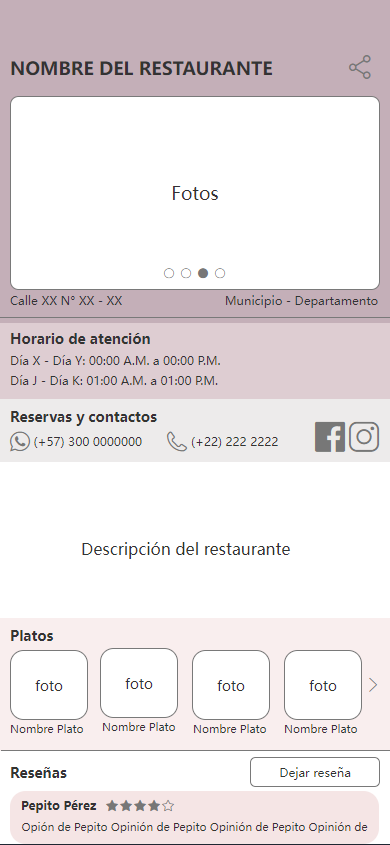 NOMBRE DEL RESTAURANTE
Fotos
Calle XX N° XX - XX
Municipio - Departamento
Horario de atención
Día X - Día Y: 00:00 A.M. a 00:00 P.M.
Día J - Día K: 01:00 A.M. a 01:00 P.M.
Reservas y contactos
(+57) 300 0000000
(+22) 222 2222
Descripción del restaurante
Platos
foto
foto
foto
foto
Nombre Plato
Nombre Plato
Nombre Plato
Nombre Plato
Reseñas
Dejar reseña
Pepito Pérez
Opión de Pepito Opinión de Pepito Opinión de Pepito Opinión de